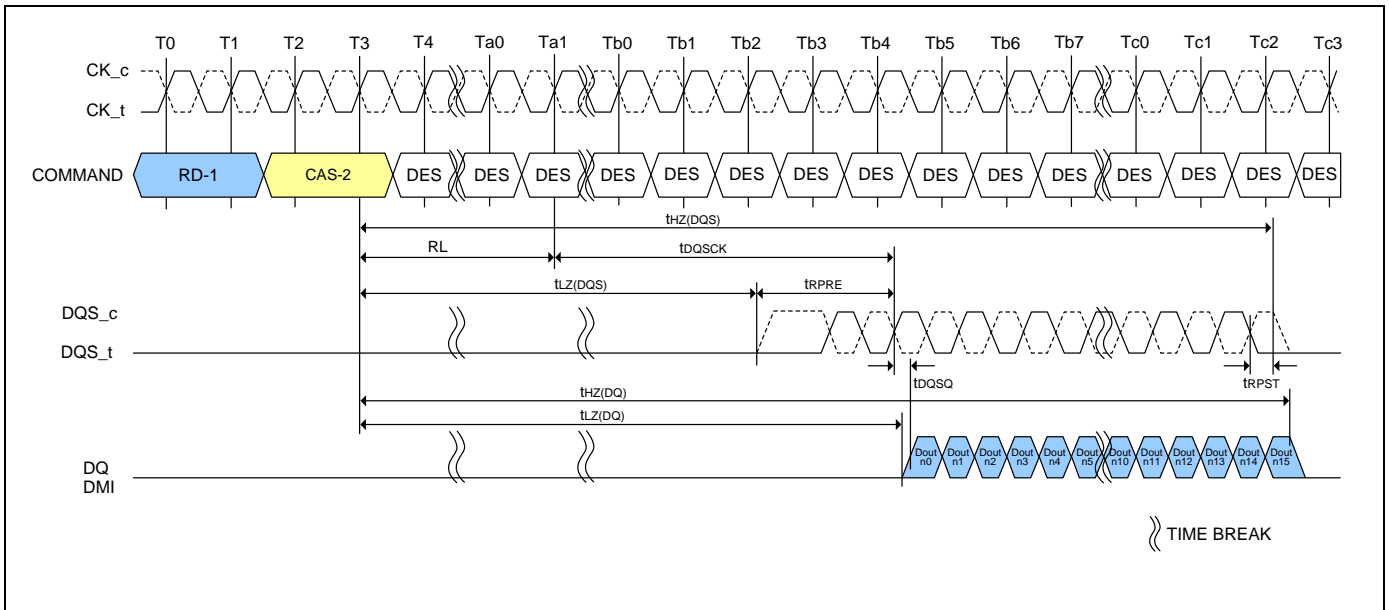 T0 T1 T2 T3 T4 Ta0 Ta1 Tb0 Tb1 Tb2 Tb3 Tb4 Tb5 Tb6 Tb7 Tc0 Tc1 Tc2 Tc3
CK_c
CK_t
COMMAND RD-1 CAS-2 DES DES DES DES DES DES DES DES DES DES DES DES DES DES DES
tHZ(DQS)
RL tDQSCK
tLZ(DQS) tRPRE
DQS_c
DQS_t
tDQSQ tRPST
tHZ(DQ)
tLZ(DQ)
DQ
DMI
Dout n0 Dout n1 Dout n2 Dout n3 Dout n4 Dout n5 Dout n10 Dout n11 Dout n12 Dout n13 Dout n14 Dout n15
TIME BREAK